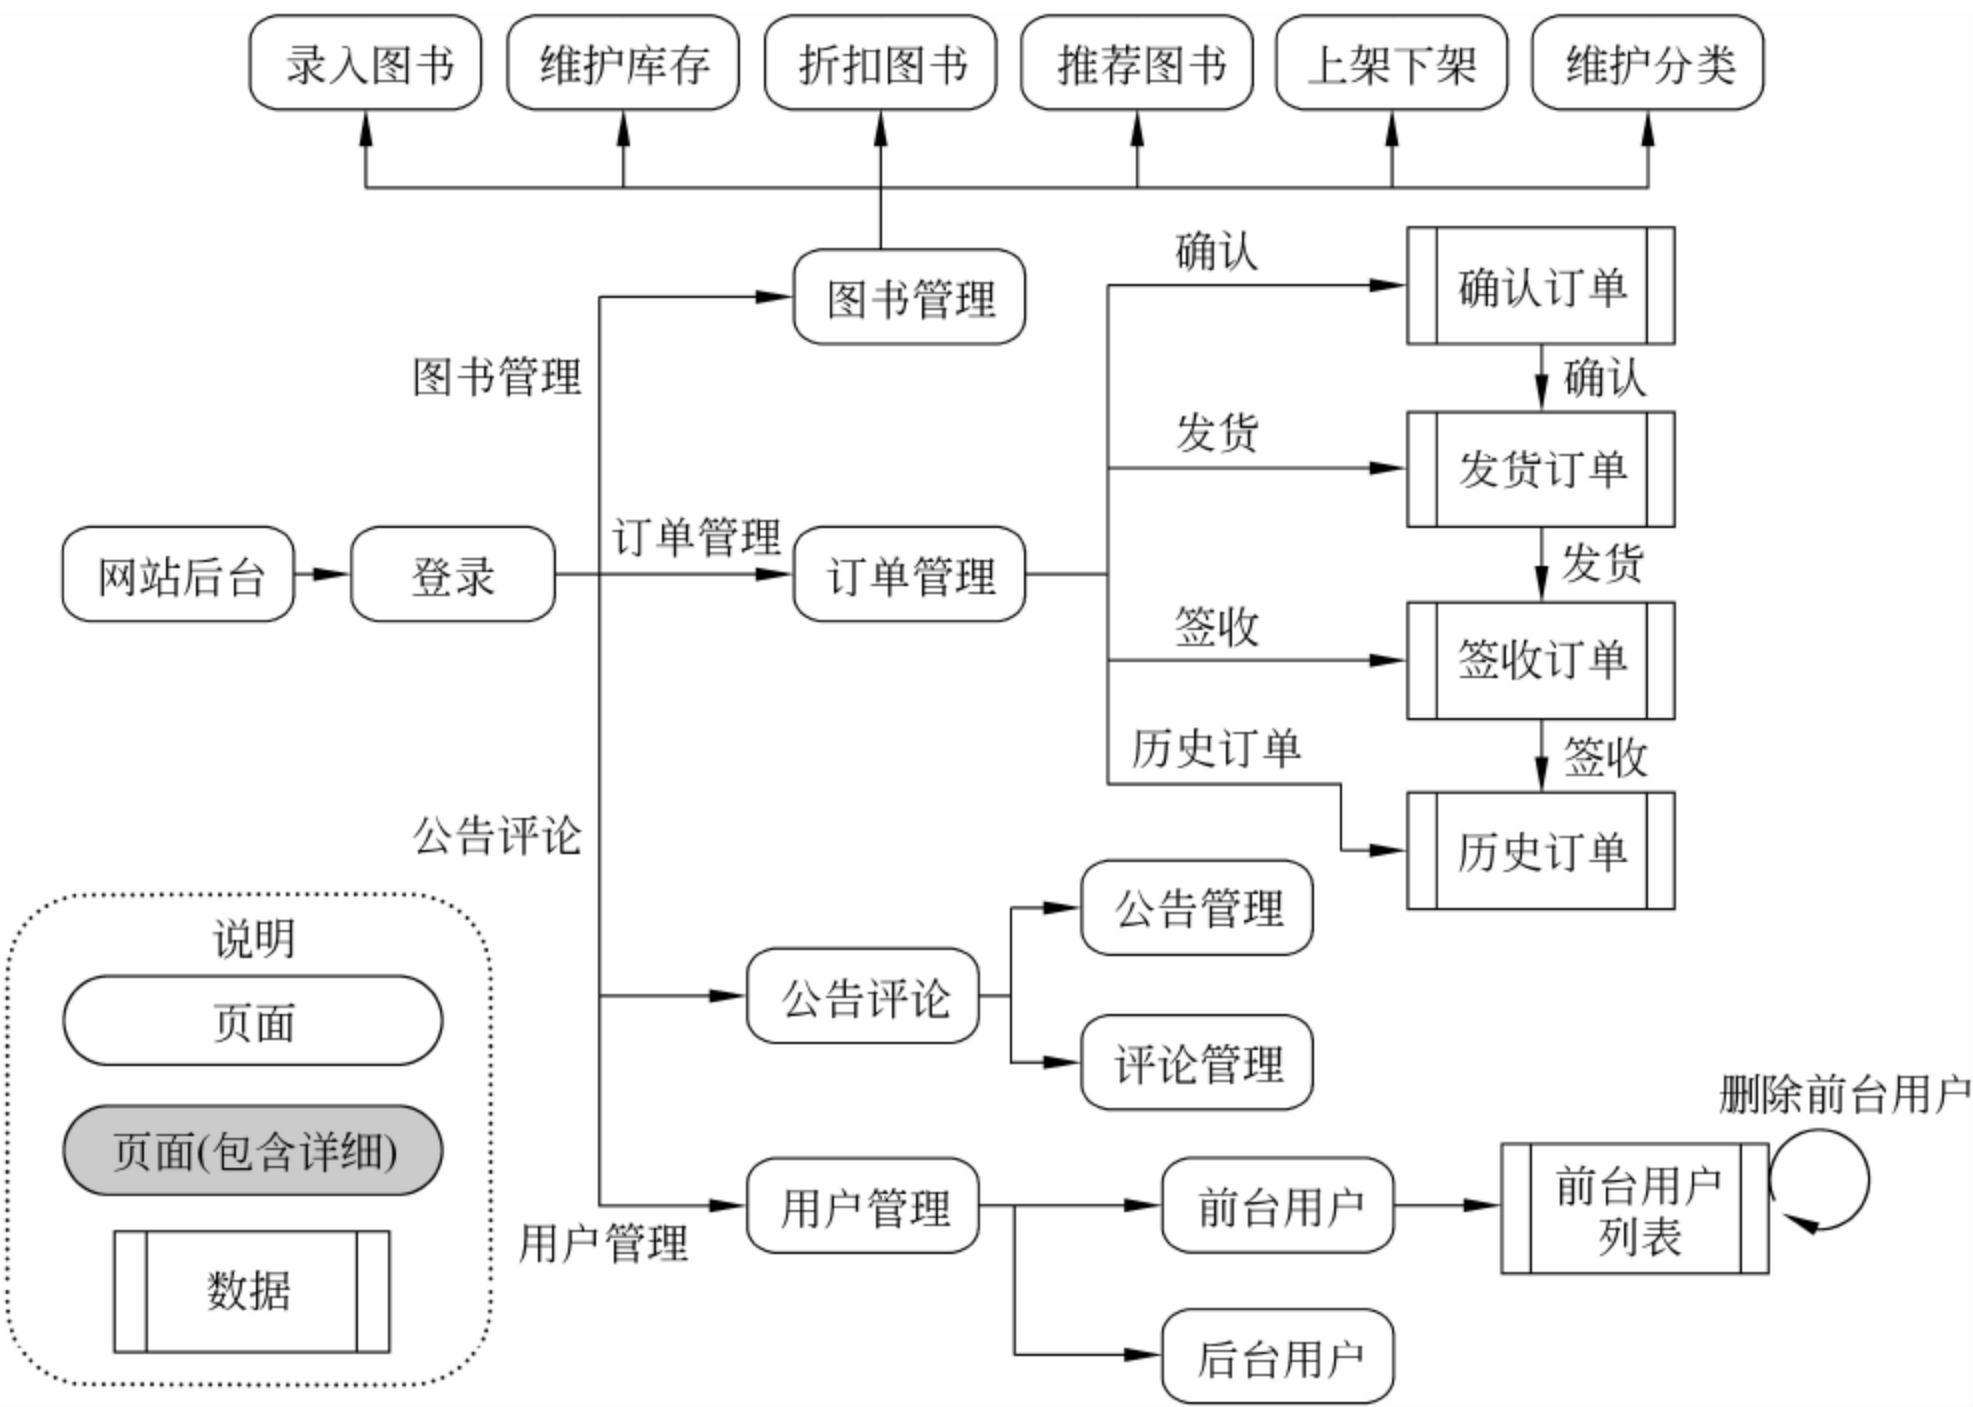 录入图书
维护库存
折扣图书
推荐图书
上架下架
维护分类
图书管理
图书管理
确认
确认订单
确认
发货
发货订单
发货
网站后台
登录
订单管理
订单管理
签收
签收订单
签收
历史订单
历史订单
公告评论
公告评论
公告管理
评论管理
用户管理
用户管理
前台用户
前台用户
列表
删除前台用户
后台用户
说明
页面
页面(包含详细)
数据